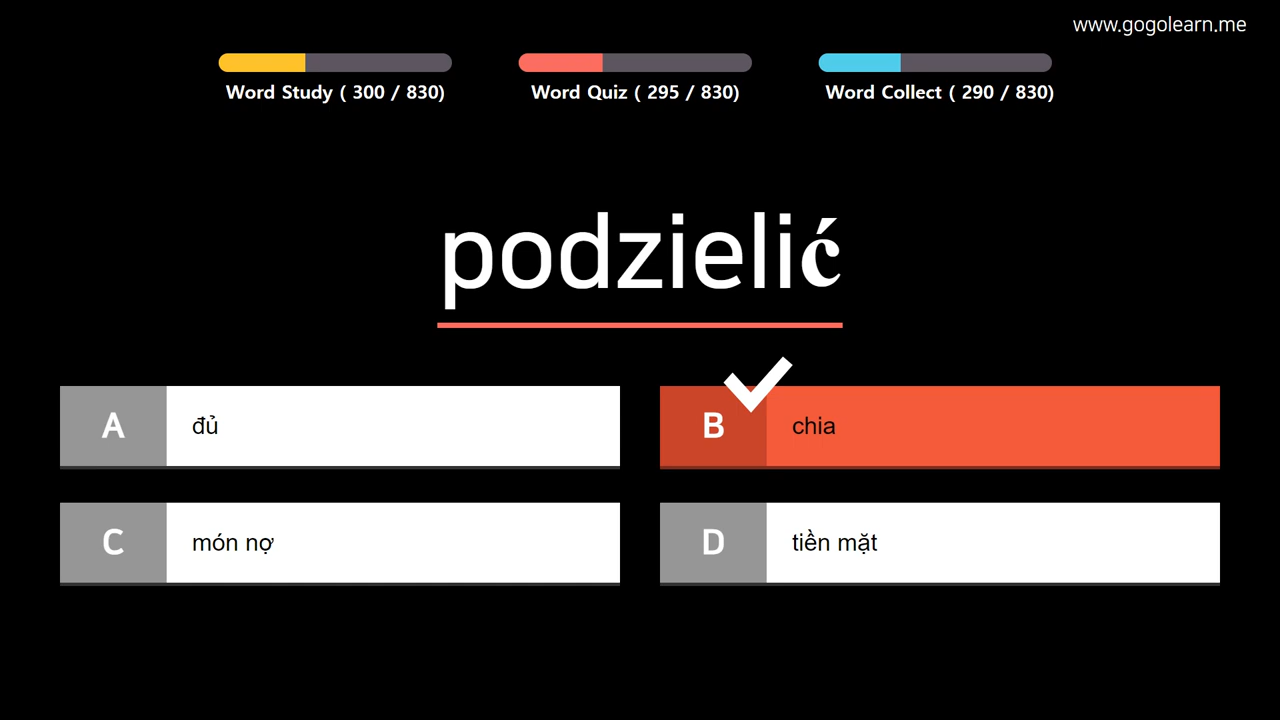 www.gogolearn.me
Word Study ( 300 / 830)
Word Quiz ( 295 / 830)
Word Collect ( 290 / 830)
podzielić
A đủ
B chia
C món nợ
D tiền mặt